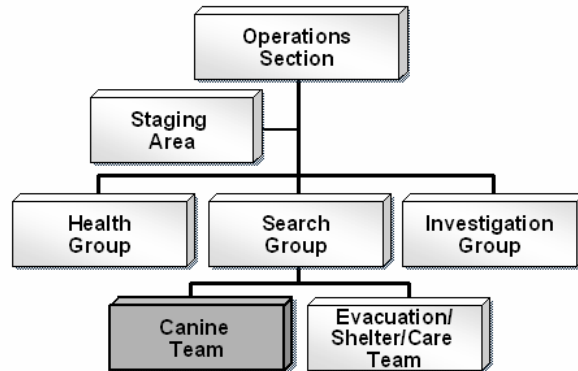 Operations
Section
Staging
Area
Health
Group
Search
Group
Investigation
Group
Canine
Team
Evacuation/
Shelter/Care
Team